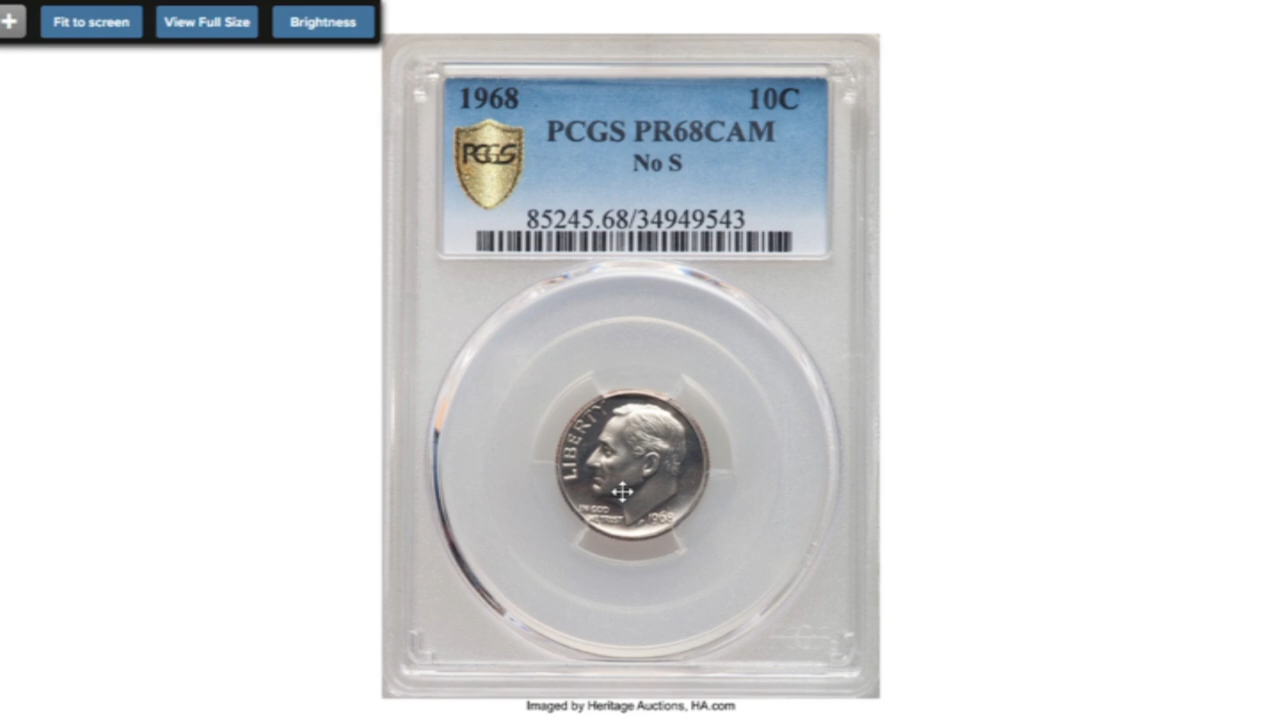 + Fit to screen View Full Size Brightness
1968 10C
PCGS PR68CAM
PCGS
No S
85245.68/34949543
LIBERTY
IN GOD
WE TRUST
1968
Imaged by Heritage Auctions, HA.com